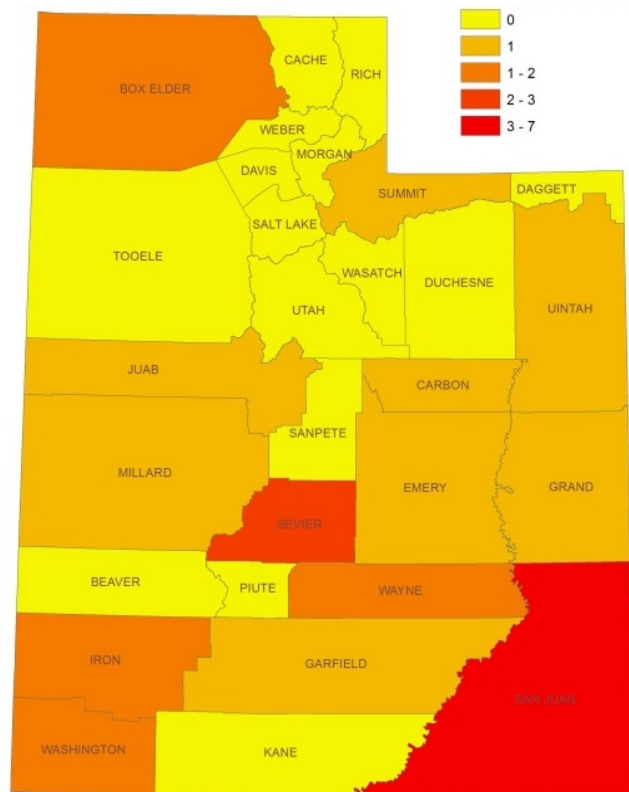 0
1
1 - 2
2 - 3
3 - 7
CACHE
RICH
BOX ELDER
WEBER
MORGAN
DAVIS
SUMMIT
DAGGETT
SALT LAKE
TOOELE
WASATCH
DUCHESNE
UTAH
UINTAH
JUAB
CARBON
SANPETE
MILLARD
EMERY
GRAND
SEVIER
BEAVER
PIUTE
WAYNE
IRON
GARFIELD
SAN JUAN
WASHINGTON
KANE